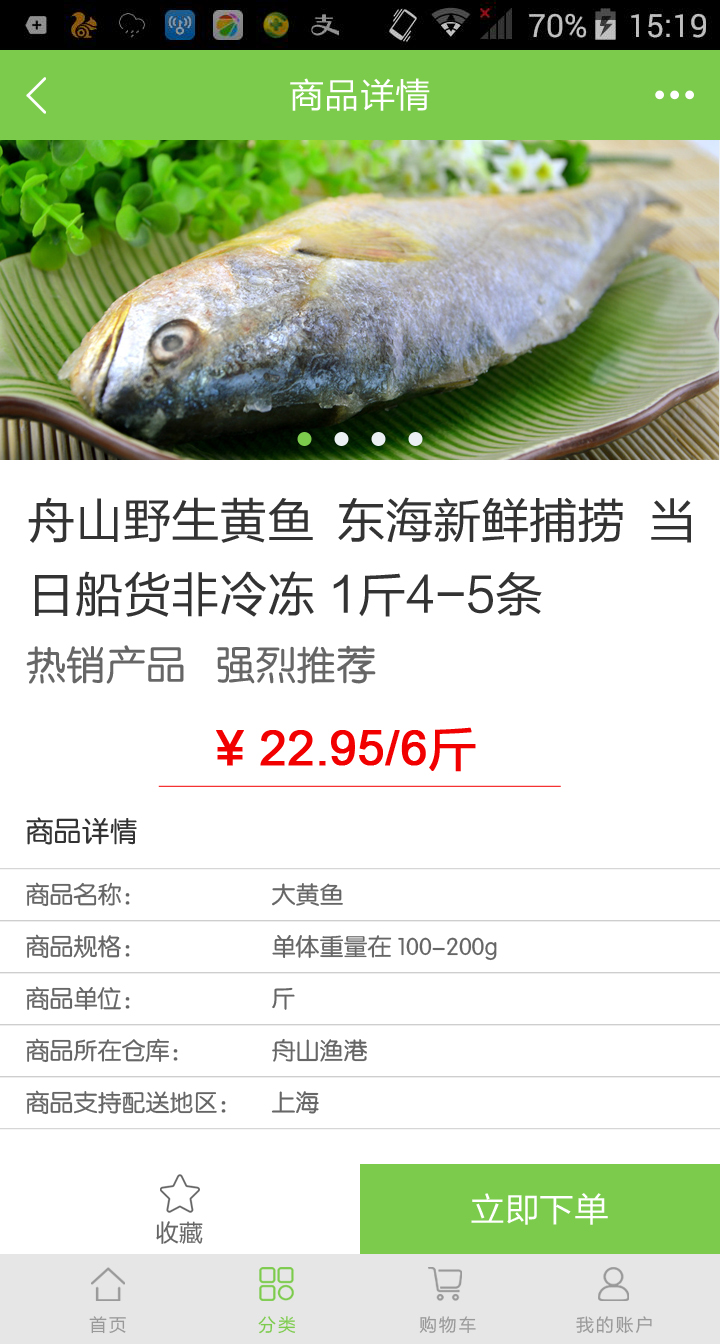 70% 15:19
商品详情
舟山野生黄鱼 东海新鲜捕捞 当
日船货非冷冻 1斤4-5条
热销产品 强烈推荐
¥ 22.95/6斤
商品详情
商品名称: 大黄鱼
商品规格: 单体重量在 100-200g
商品单位: 斤
商品所在仓库: 舟山渔港
商品支持配送地区: 上海
收藏
立即下单
首页 分类 购物车 我的账户